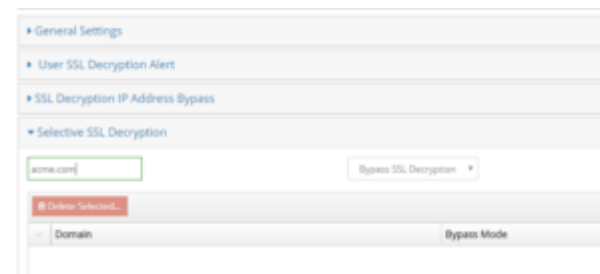 General Settings
User SSL Decryption Alert
SSL Decryption IP Address Bypass
Selective SSL Decryption
acme.com Bypass SSL Decryption
Delete Selected...
Domain Bypass Mode